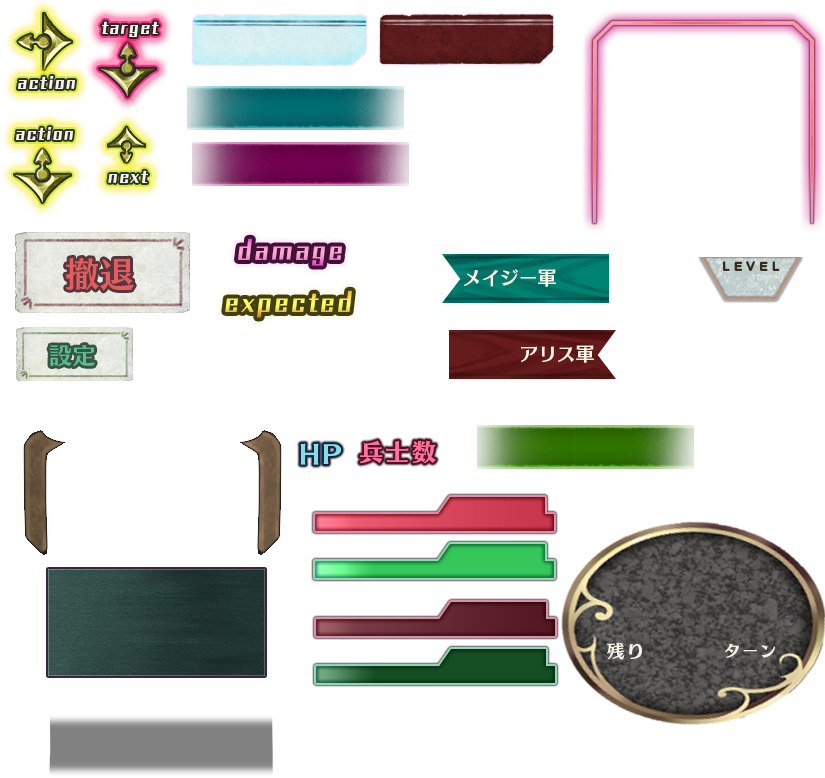 target
action
action
next
撤退
damage
expected
メイジー軍
LEVEL
設定
アリス軍
HP 兵士数
残り ターン